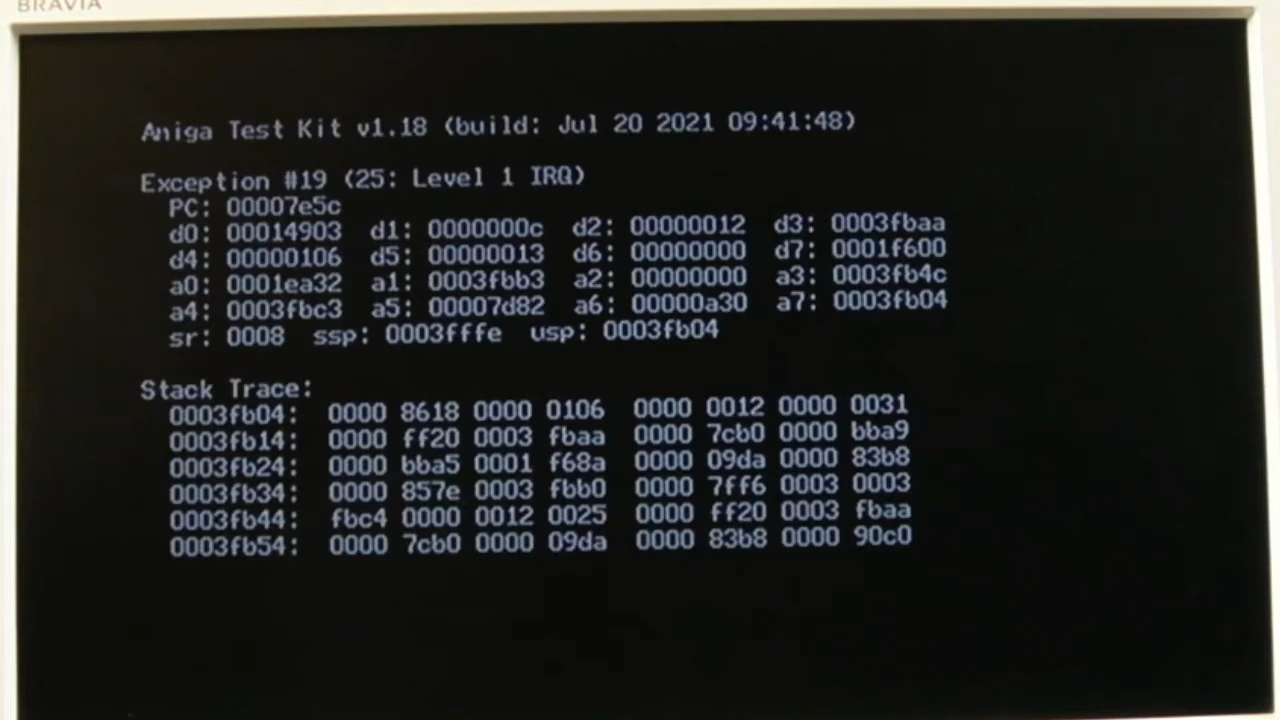 BRAVIA
Amiga Test Kit v1.18 (build: Jul 20 2021 09:41:48)
Exception #19 (25: Level 1 IRQ)
PC: 00007e5c
d0: 00014903 d1: 0000000c d2: 00000012 d3: 0003fbaa
d4: 00000106 d5: 00000013 d6: 00000000 d7: 0001f600
a0: 0001ea32 a1: 0003fbb3 a2: 00000000 a3: 0003fb4c
a4: 0003fbc3 a5: 00007d82 a6: 00000a30 a7: 0003fb04
sr: 0008 ssp: 0003fffe usp: 0003fb04
Stack Trace:
0003fb04: 0000 8618 0000 0106 0000 0012 0000 0031
0003fb14: 0000 ff20 0003 fbaa 0000 7cb0 0000 bba9
0003fb24: 0000 bba5 0001 f68a 0000 09da 0000 83b8
0003fb34: 0000 857e 0003 fbb0 0000 7ff6 0003 0003
0003fb44: fbc4 0000 0012 0025 0000 ff20 0003 fbaa
0003fb54: 0000 7cb0 0000 09da 0000 83b8 0000 90c0